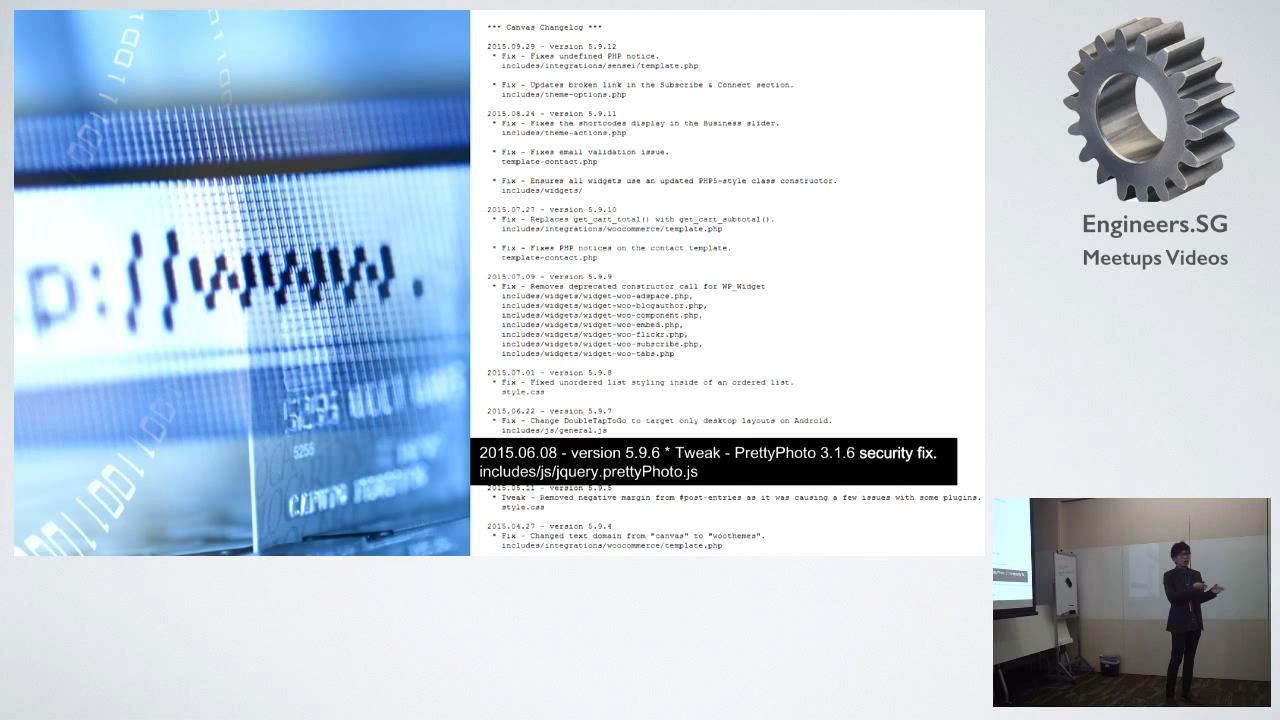 *** Canvas Changelog ***
2015.09.29 - version 5.9.12
* Fix - Fixes undefined PHP notice.
includes/integrations/sensei/template.php
* Fix - Updates broken link in the Subscribe & Connect section.
includes/theme-options.php
2015.08.24 - version 5.9.11
* Fix - Fixes the shortcodes display in the Business slider.
includes/theme-actions.php
* Fix - Fixes email validation issue.
template-contact.php
* Fix - Ensures all widgets use an updated PHP5-style class constructor.
includes/widgets/
2015.07.27 - version 5.9.10
* Fix - Replaces get_cart_total() with get_cart_subtotal().
includes/integrations/woocommerce/template.php
* Fix - Fixes PHP notices on the contact template.
template-contact.php
2015.07.09 - version 5.9.9
* Fix - Removes deprecated constructor call for WP_Widget
includes/widgets/widget-woo-adspace.php,
includes/widgets/widget-woo-blogauthor.php,
includes/widgets/widget-woo-component.php,
includes/widgets/widget-woo-embed.php,
includes/widgets/widget-woo-flickr.php,
includes/widgets/widget-woo-subscribe.php,
includes/widgets/widget-woo-tabs.php
2015.07.01 - version 5.9.8
* Fix - Fixed unordered list styling inside of an ordered list.
style.css
2015.06.22 - version 5.9.7
* Fix - Change DoubleTapToGo to target only desktop layouts on Android.
includes/js/general.js
2015.06.08 - version 5.9.6 * Tweak - PrettyPhoto 3.1.6 security fix.
includes/js/jquery.prettyPhoto.js
2015.05.11 - version 5.9.5
* Tweak - Removed negative margin from #post-entries as it was causing a few issues with some plugins.
style.css
2015.04.27 - version 5.9.4
* Fix - Changed text domain from "canvas" to "woothemes".
includes/integrations/woocommerce/template.php
www.
Engineers.SG
Meetups Videos